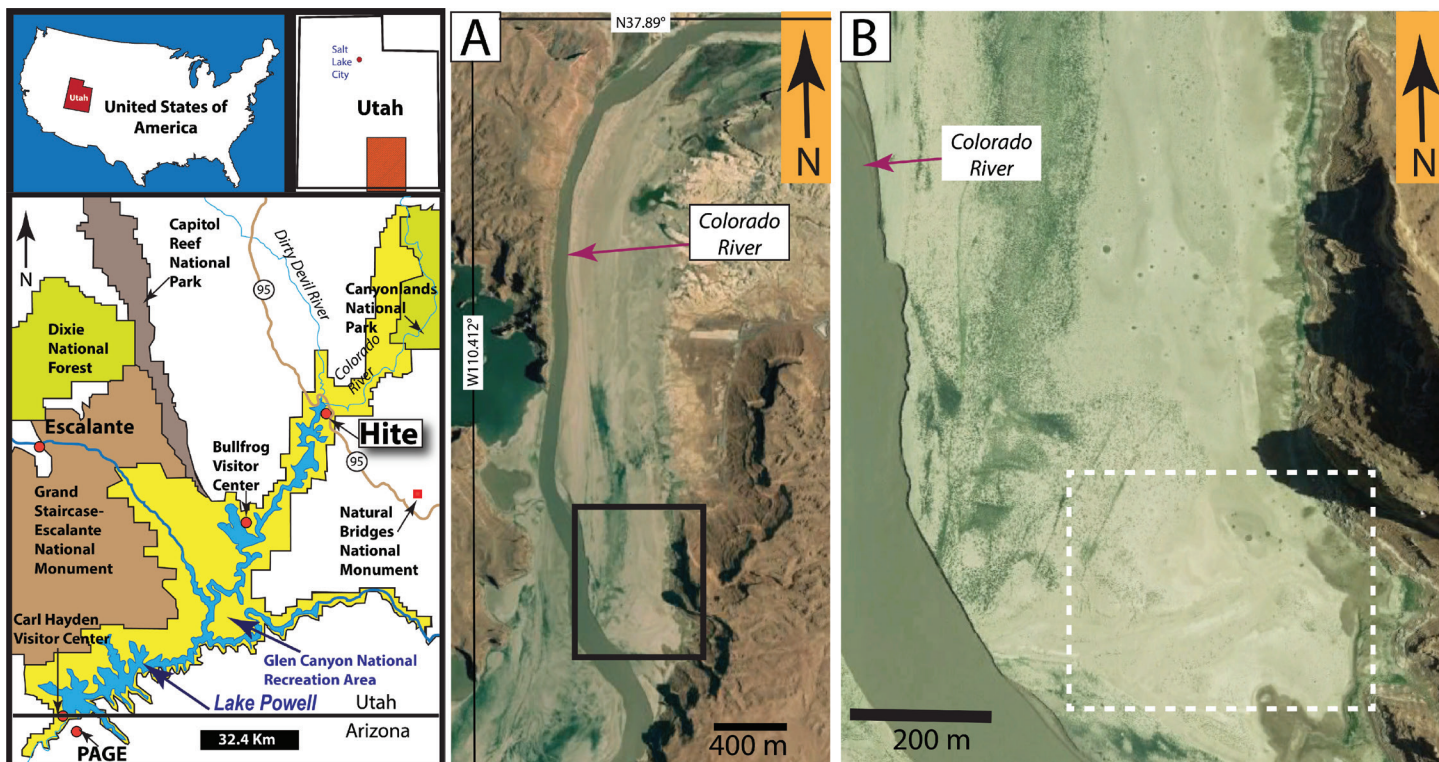 Utah
United States of
America
Salt
Lake
City
Utah
N
Capitol
Reef
National
Park
Dirty Devil River
95
Canyonlands
National
Park
Dixie
National
Forest
Colorado
River
Escalante
Hite
Bullfrog
Visitor
Center
95
Grand
Staircase-
Escalante
National
Monument
Natural
Bridges
National
Monument
Carl Hayden
Visitor Center
Glen Canyon National
Recreation Area
Lake Powell
Utah
Arizona
PAGE
32.4 Km
A
N37.89°
N
Colorado
River
W110.412°
400 m
B
N
Colorado
River
200 m